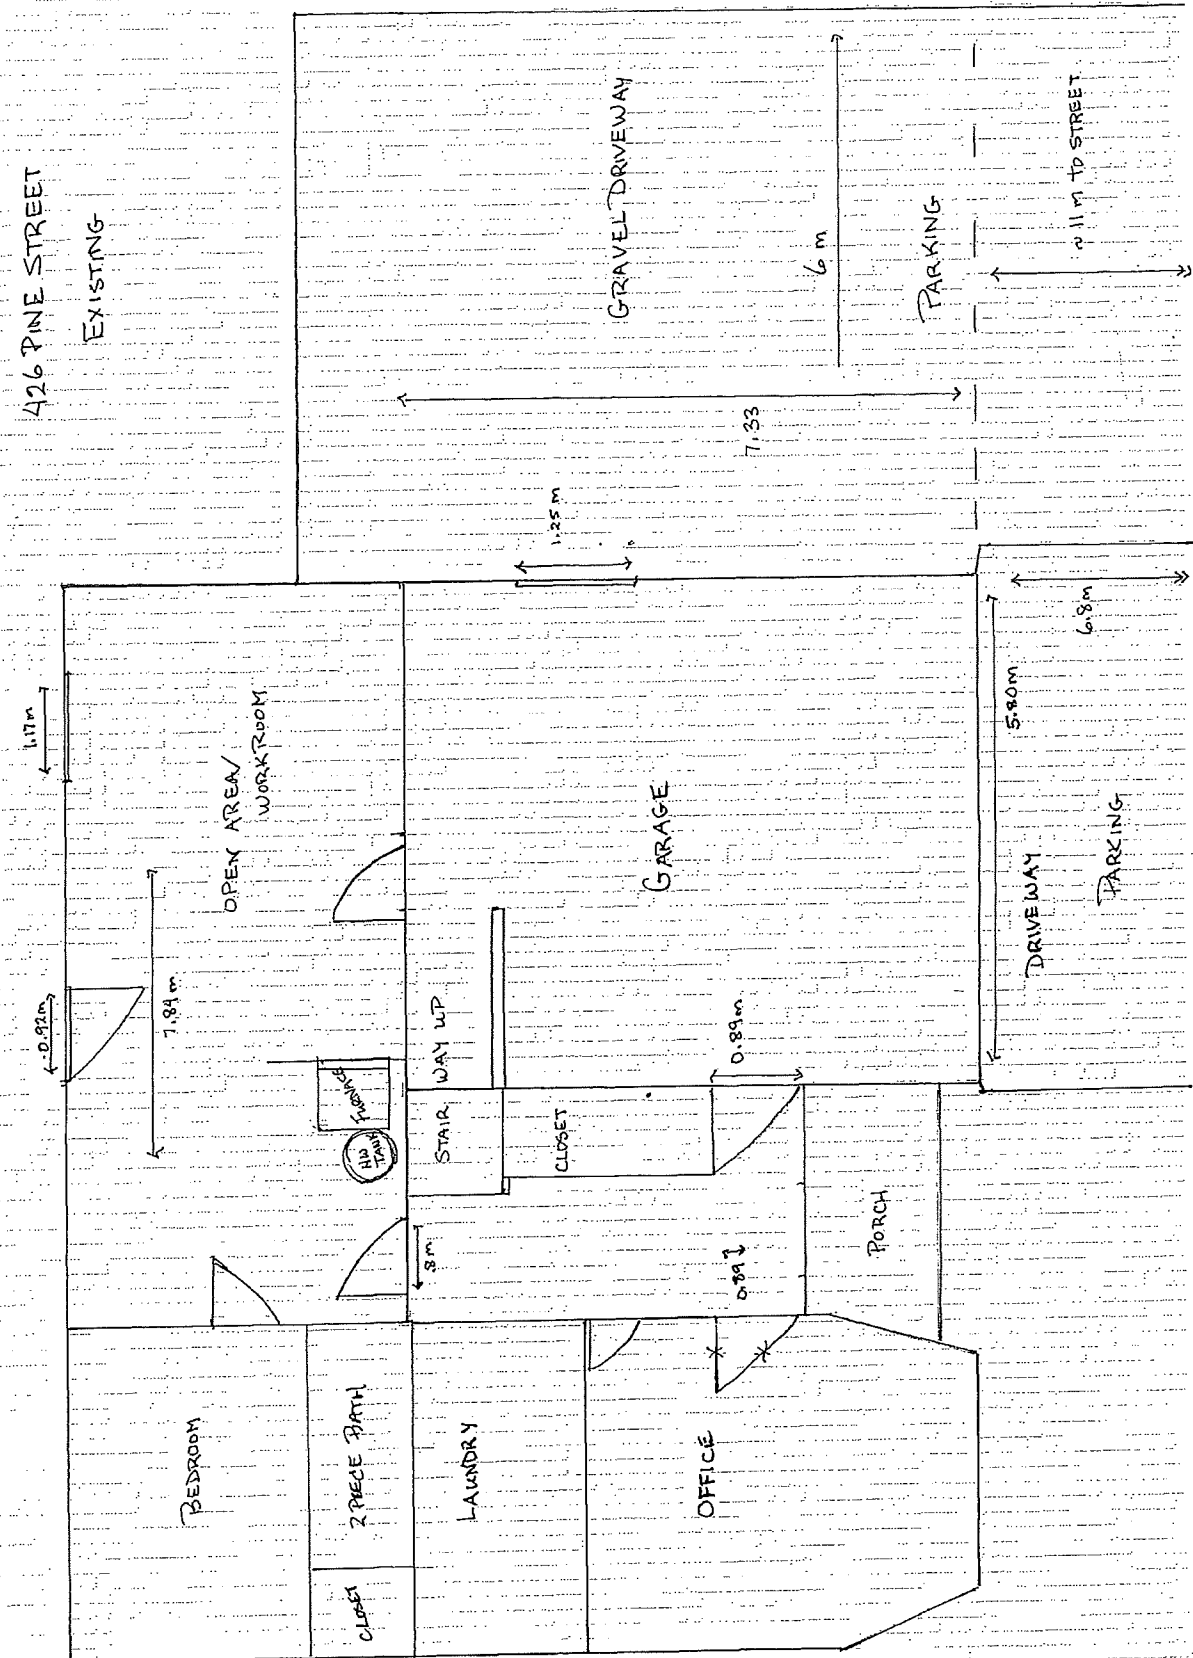 426 PINE STREET
EXISTING
BEDROOM
2 PIECE BATH
CLOSET
LAUNDRY
OFFICE
0.92m
7.84 m
1.17m
OPEN AREA/
WORKROOM
HW
TANK
FURNACE
.8m
STAIR WAY UP
CLOSET
0.89
0.89m
PORCH
GARAGE
1.25m
7.33
GRAVEL DRIVEWAY
6 m
PARKING
~ 11 m TO STREET
5.80m
6.8m
DRIVEWAY
PARKING